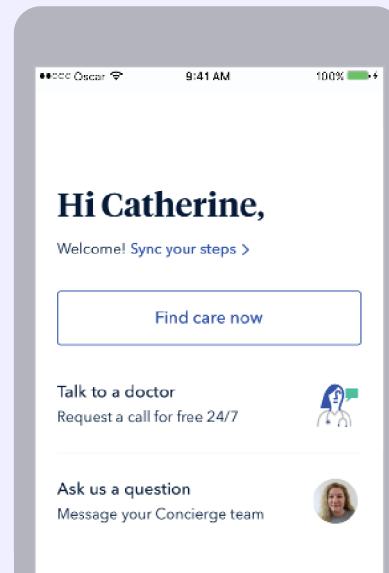 Oscar 9:41 AM 100%
Hi Catherine,
Welcome! Sync your steps >
Find care now
Talk to a doctor
Request a call for free 24/7
Ask us a question
Message your Concierge team